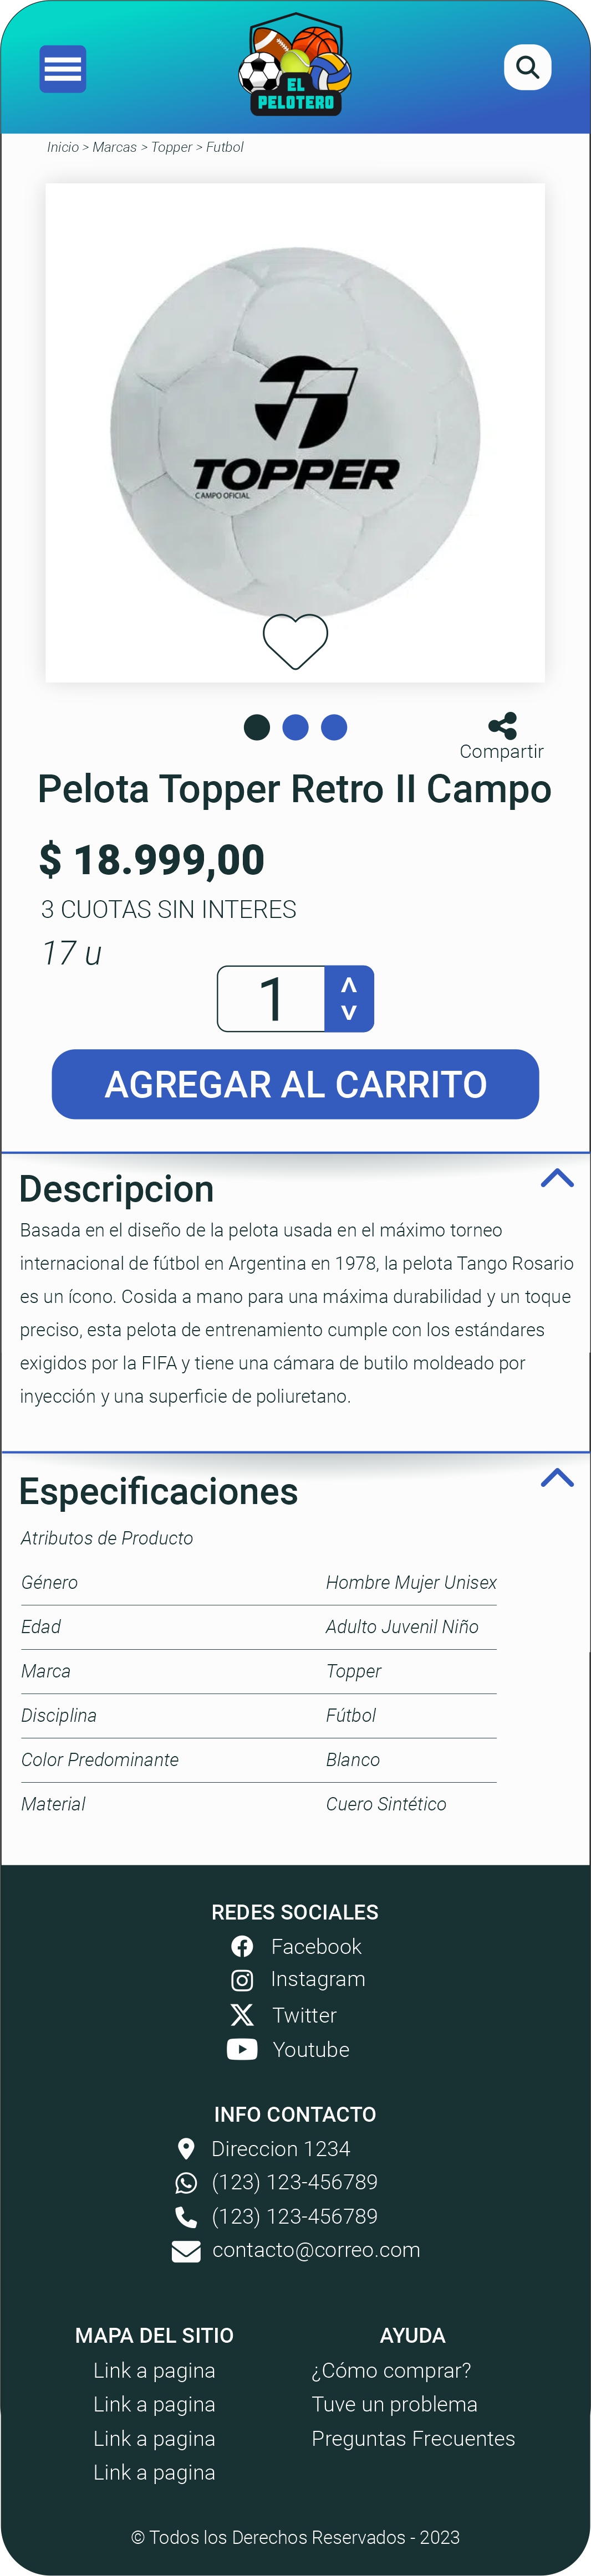 EL
PELOTERO
Inicio > Marcas > Topper > Futbol
TOPPER
CAMPO OFICIAL
Compartir
Pelota Topper Retro II Campo
$ 18.999,00
3 CUOTAS SIN INTERES
17 u
1
AGREGAR AL CARRITO
Descripcion
Basada en el diseño de la pelota usada en el máximo torneo
internacional de fútbol en Argentina en 1978, la pelota Tango Rosario
es un ícono. Cosida a mano para una máxima durabilidad y un toque
preciso, esta pelota de entrenamiento cumple con los estándares
exigidos por la FIFA y tiene una cámara de butilo moldeado por
inyección y una superficie de poliuretano.
Especificaciones
Atributos de Producto
Género Hombre Mujer Unisex
Edad Adulto Juvenil Niño
Marca Topper
Disciplina Fútbol
Color Predominante Blanco
Material Cuero Sintético
REDES SOCIALES
Facebook
Instagram
Twitter
Youtube
INFO CONTACTO
Direccion 1234
(123) 123-456789
(123) 123-456789
contacto@correo.com
MAPA DEL SITIO
Link a pagina
Link a pagina
Link a pagina
Link a pagina
AYUDA
¿Cómo comprar?
Tuve un problema
Preguntas Frecuentes
© Todos los Derechos Reservados - 2023